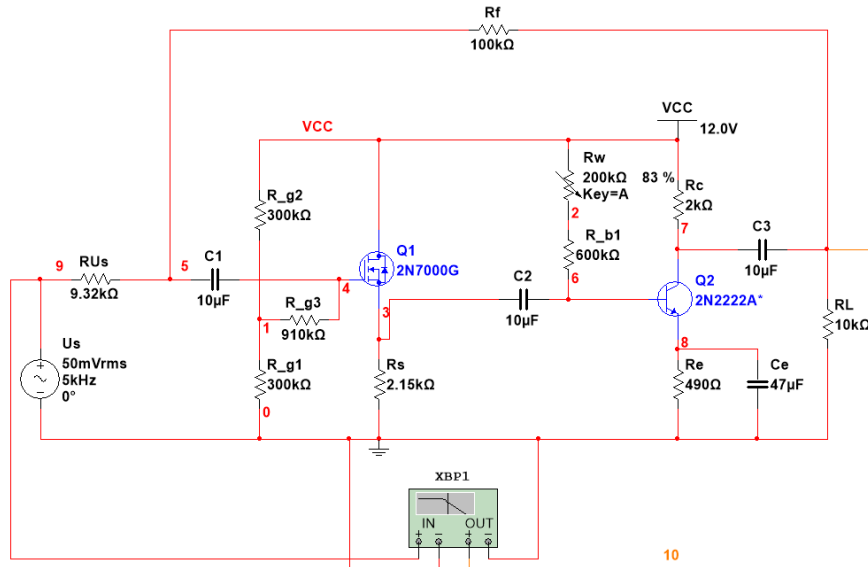 Rf
100kΩ
VCC
VCC
12.0V
Rw
200kΩ
Key=A
83 %
Rc
2kΩ
R_g2
300kΩ
2
7
C3
10µF
9
RUs
9.32kΩ
5
C1
10µF
4
Q1
2N7000G
R_b1
600kΩ
6
C2
10µF
Q2
2N2222A*
1
R_g3
910kΩ
3
RL
10kΩ
8
Us
50mVrms
5kHz
0°
R_g1
300kΩ
0
Rs
2.15kΩ
Re
490Ω
Ce
47µF
XBP1
IN
OUT
10